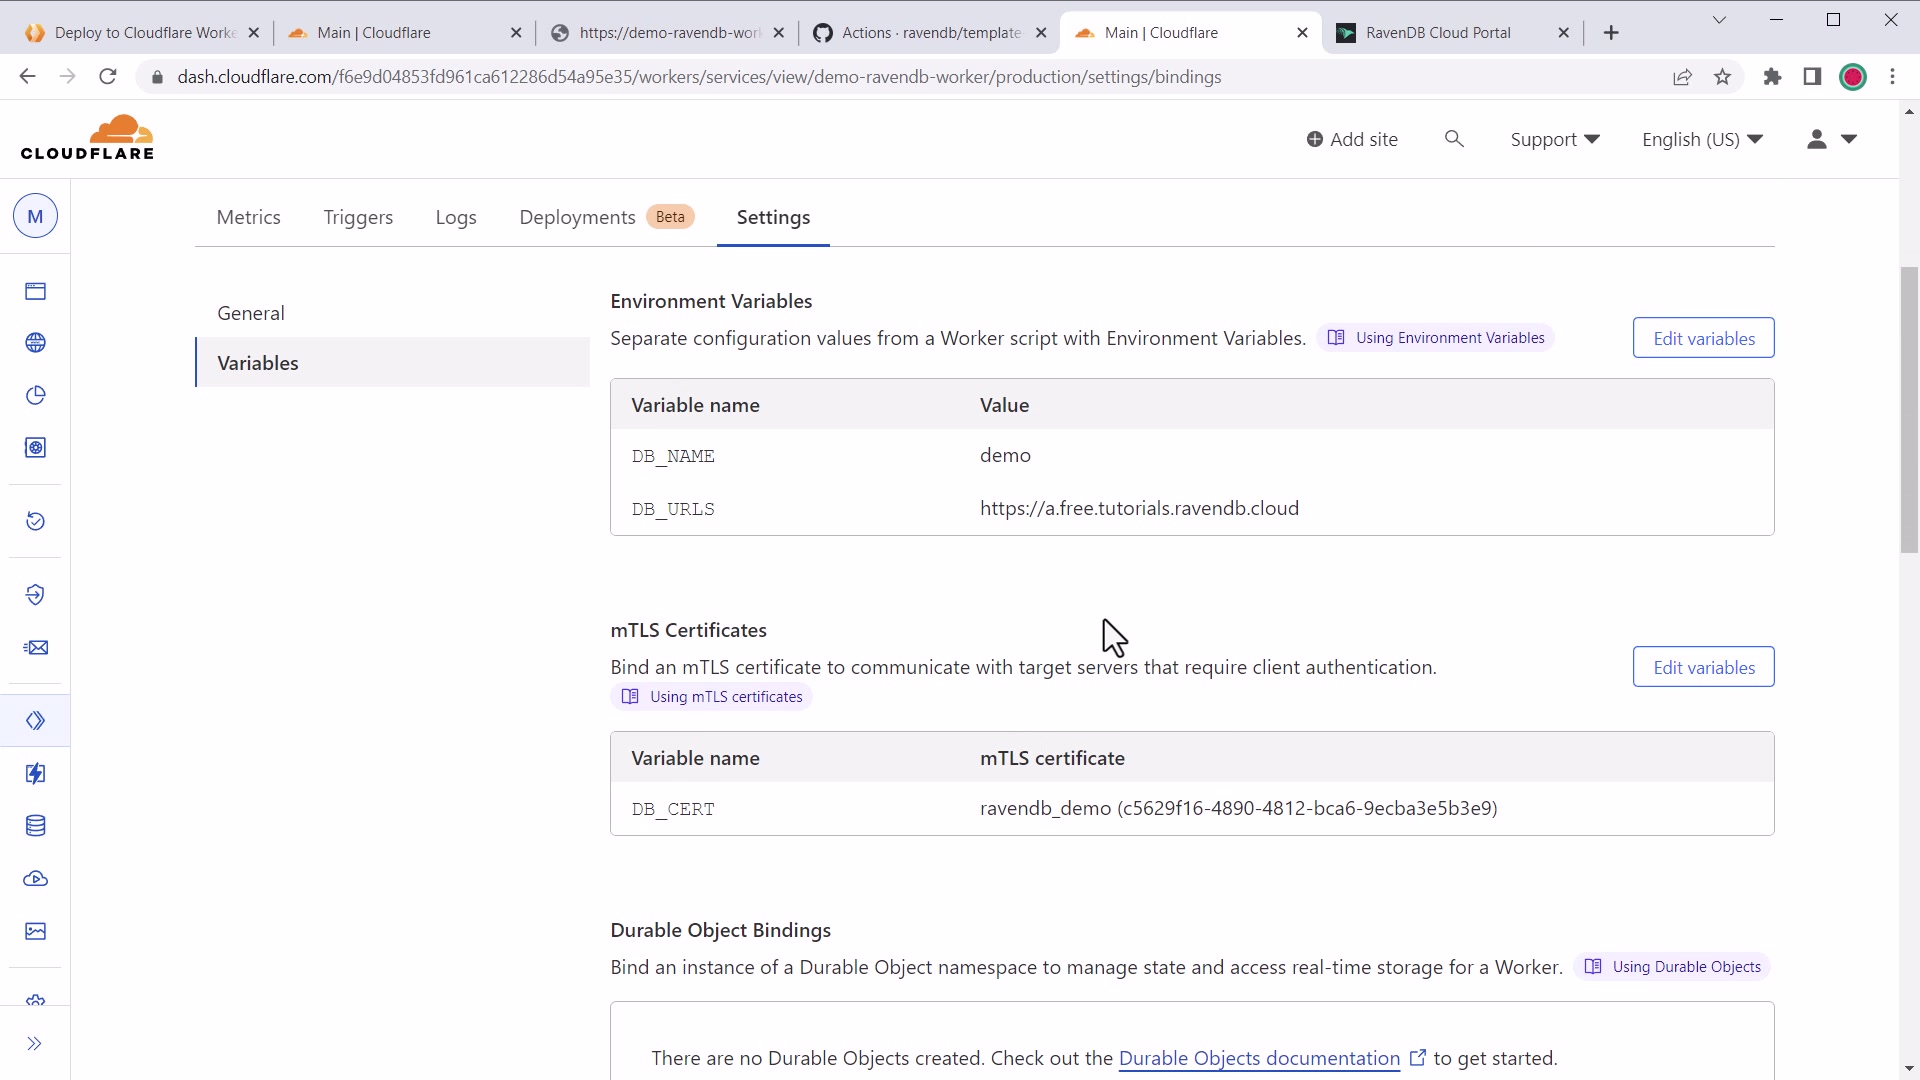 Deploy to Cloudflare Worke
Main | Cloudflare
https://demo-ravendb-work
Actions · ravendb/template
Main | Cloudflare
RavenDB Cloud Portal
dash.cloudflare.com/f6e9d04853fd961ca612286d54a95e35/workers/services/view/demo-ravendb-worker/production/settings/bindings
CLOUDFLARE
Add site
Support
English (US)
M
Metrics
Triggers
Logs
Deployments
Beta
Settings
General
Variables
Environment Variables
Separate configuration values from a Worker script with Environment Variables.
Using Environment Variables
Edit variables
Variable name
Value
DB_NAME
demo
DB_URLS
https://a.free.tutorials.ravendb.cloud
mTLS Certificates
Bind an mTLS certificate to communicate with target servers that require client authentication.
Using mTLS certificates
Edit variables
Variable name
mTLS certificate
DB_CERT
ravendb_demo (c5629f16-4890-4812-bca6-9ecba3e5b3e9)
Durable Object Bindings
Bind an instance of a Durable Object namespace to manage state and access real-time storage for a Worker.
Using Durable Objects
There are no Durable Objects created. Check out the Durable Objects documentation to get started.